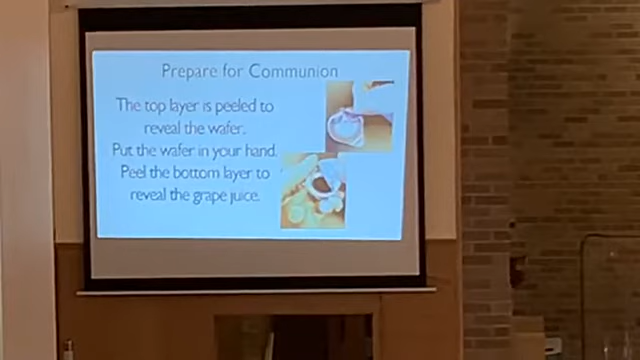 Prepare for Communion
The top layer is peeled to
reveal the wafer.
Put the wafer in your hand.
Peel the bottom layer to
reveal the grape juice.